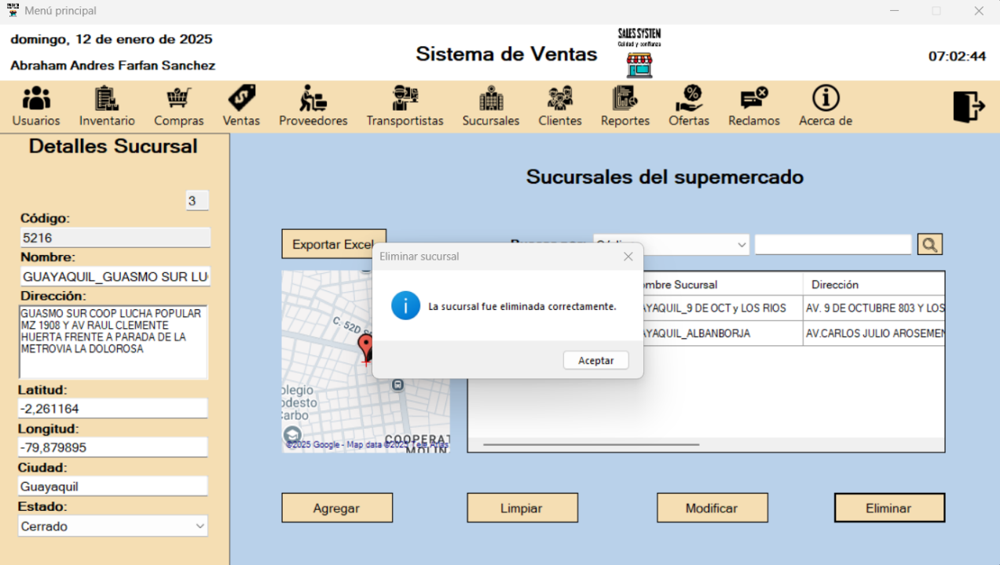 Menú principal
domingo, 12 de enero de 2025
Abraham Andres Farfan Sanchez
Sistema de Ventas
SALES SYSTEM
Calidad y confianza
07:02:44
Usuarios
Inventario
Compras
Ventas
Proveedores
Transportistas
Sucursales
Clientes
Reportes
Ofertas
Reclamos
Acerca de
Detalles Sucursal
3
Código:
5216
Nombre:
GUAYAQUIL_GUASMO SUR LU
Dirección:
GUASMO SUR COOP LUCHA POPULAR
MZ 1908 Y AV RAUL CLEMENTE
HUERTA FRENTE A PARADA DE LA
METROVIA LA DOLOROSA
Latitud:
-2,261164
Longitud:
-79,879895
Ciudad:
Guayaquil
Estado:
Cerrado
Sucursales del supemercado
Exportar Excel
Eliminar sucursal
La sucursal fue eliminada correctamente.
Aceptar
mbre Sucursal
Dirección
AYAQUIL_9 DE OCT y LOS RIOS
AV. 9 DE OCTUBRE 803 Y LOS
AYAQUIL_ALBANBORJA
AV.CARLOS JULIO AROSEMEN
C. 52D S
olegio
odesto
Carbo
COOPERAT
MOLIN
©2025 Google - Map data ©2025 Tele Atlas
Agregar
Limpiar
Modificar
Eliminar